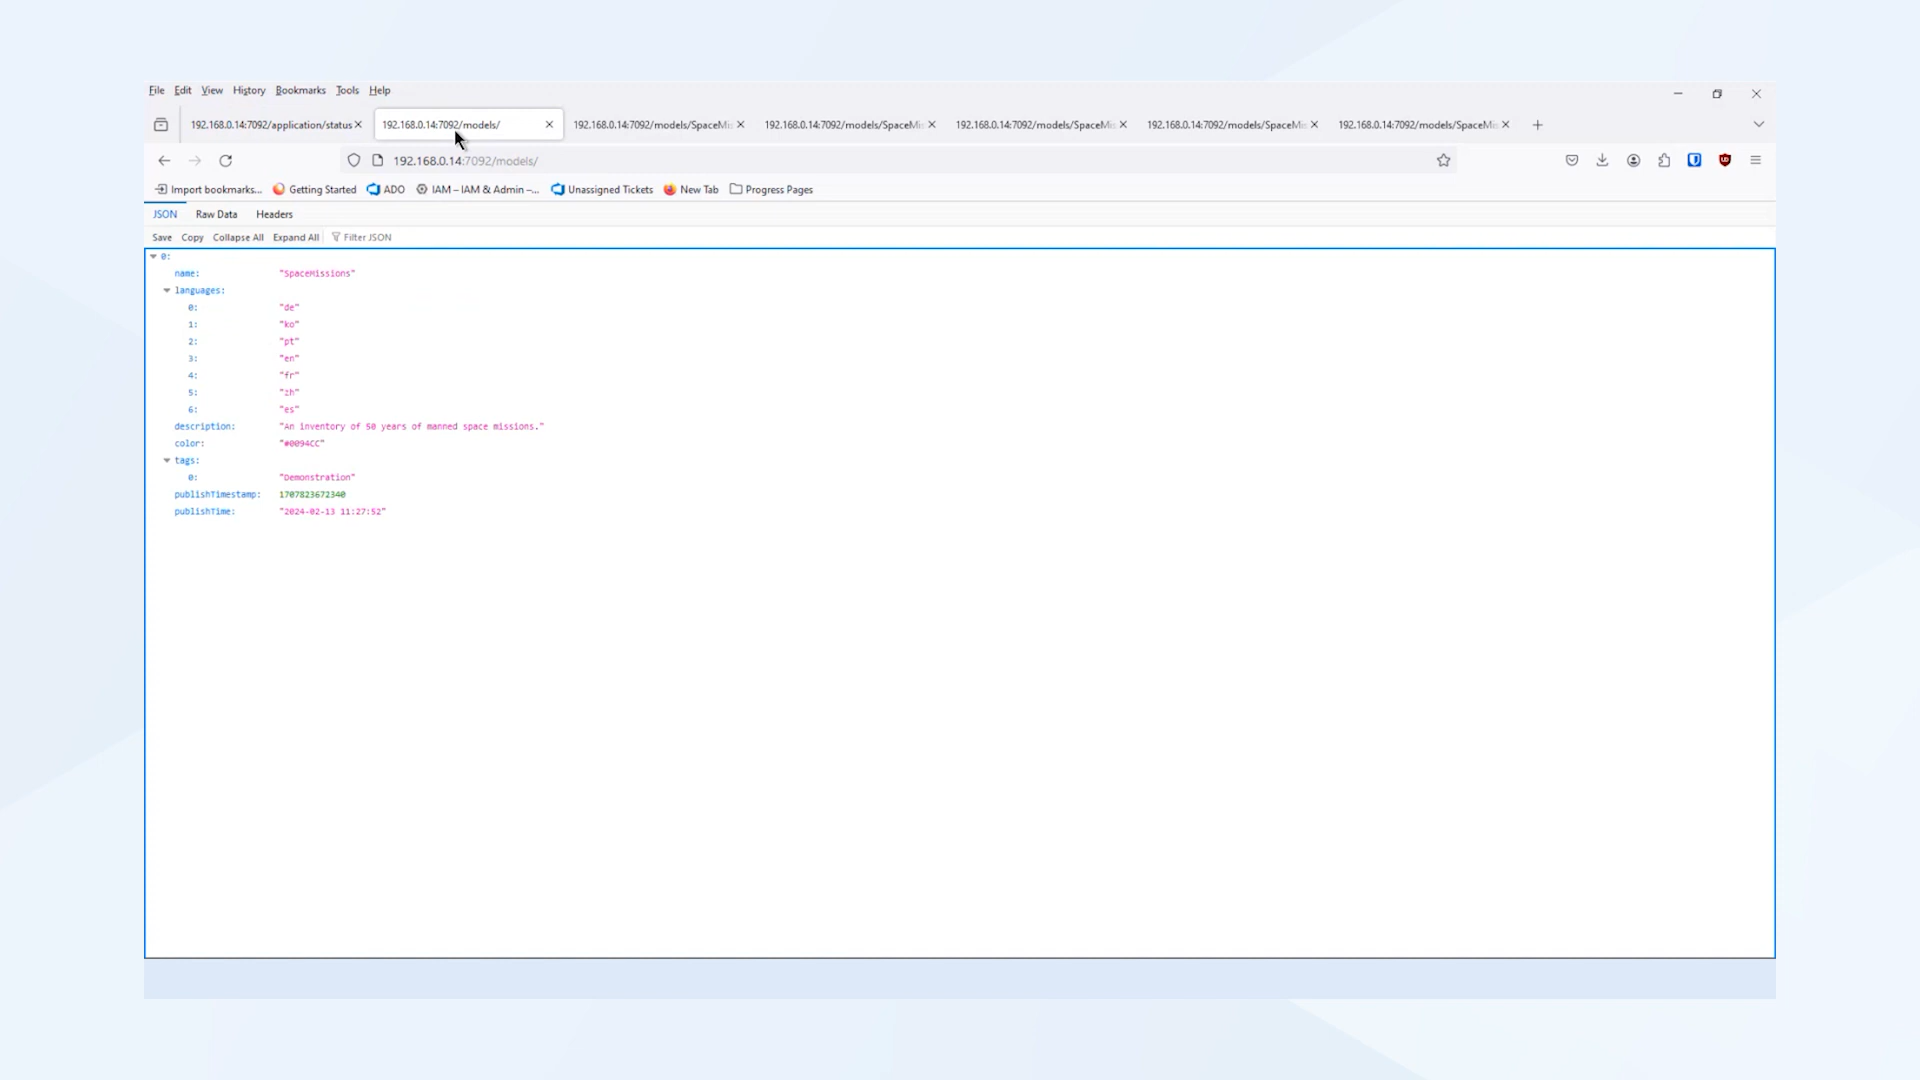 File Edit View History Bookmarks Tools Help
192.168.0.14:7092/application/status 192.168.0.14:7092/models/ 192.168.0.14:7092/models/SpaceMis 192.168.0.14:7092/models/SpaceMis 192.168.0.14:7092/models/SpaceMis 192.168.0.14:7092/models/SpaceMis 192.168.0.14:7092/models/SpaceMis
192.168.0.14:7092/models/
Import bookmarks... Getting Started ADO IAM – IAM & Admin –... Unassigned Tickets New Tab Progress Pages
JSON Raw Data Headers
Save Copy Collapse All Expand All Filter JSON
0:
name: "SpaceMissions"
languages:
0: "de"
1: "ko"
2: "pt"
3: "en"
4: "fr"
5: "zh"
6: "es"
description: "An inventory of 50 years of manned space missions."
color: "#0094CC"
tags:
0: "Demonstration"
publishTimestamp: 1707823672340
publishTime: "2024-02-13 11:27:52"